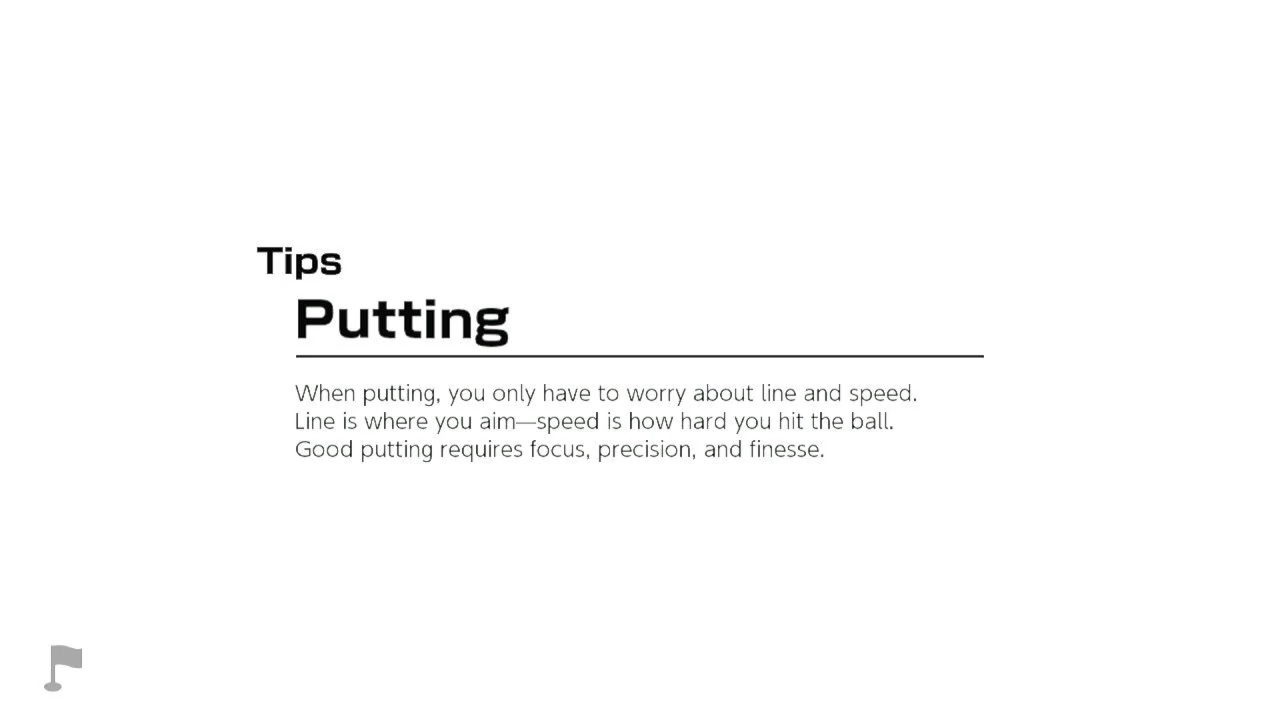 Tips
Putting
When putting, you only have to worry about line and speed.
Line is where you aim—speed is how hard you hit the ball.
Good putting requires focus, precision, and finesse.